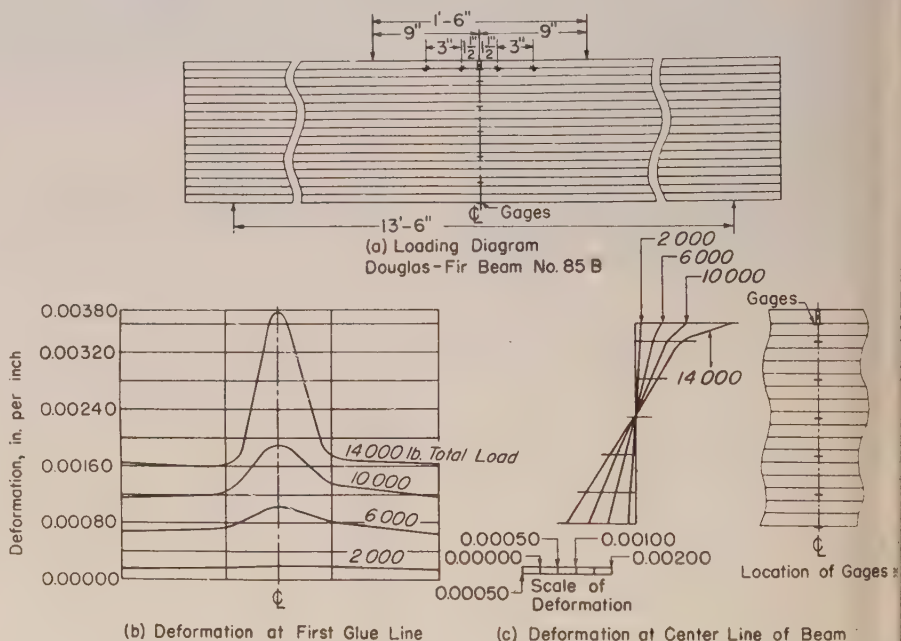 1'-6"
9" 9"
3" 1½" 1½" 3"
℄ Gages
13'-6"
(a) Loading Diagram
Douglas-Fir Beam No. 85 B
2 000
6 000
10 000
Gages
14 000
0.00380
0.00320
0.00240
0.00160
0.00080
0.00000
Deformation, in. per inch
14 000 lb. Total Load
10 000
6 000
2 000
℄
(b) Deformation at First Glue Line
0.00050 0.00100
0.00000 0.00200
0.00050
Scale of
Deformation
(c) Deformation at Center Line of Beam
℄
Location of Gages